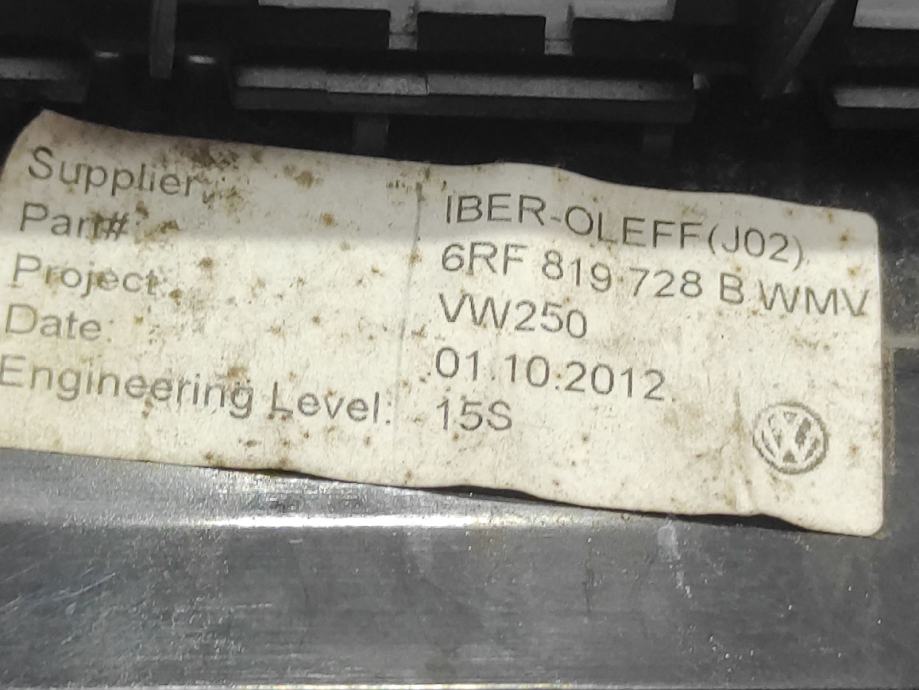 Supplier: IBER-OLEFF(J02)
Part#: 6RF 819 728 B WMV
Project: VW250
Date: 01.10.2012
Engineering Level: 15S